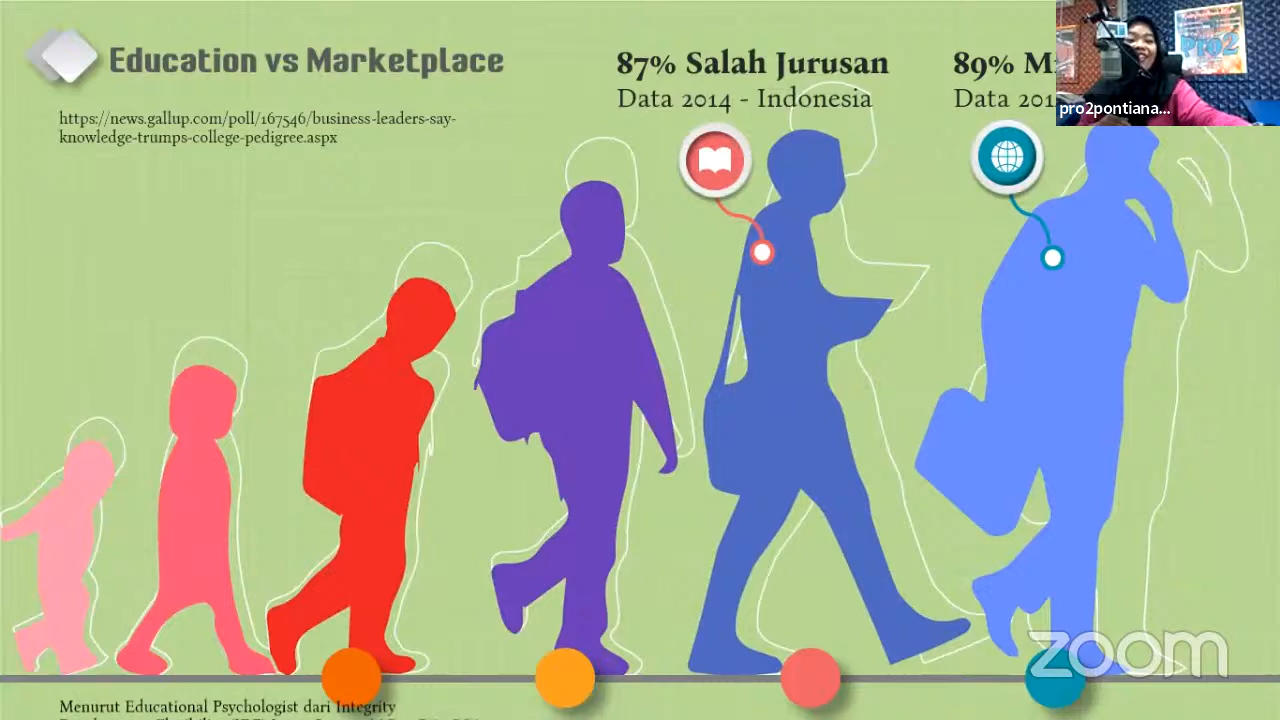 Education vs Marketplace
https://news.gallup.com/poll/167546/business-leaders-say-
knowledge-trumps-college-pedigree.aspx
87% Salah Jurusan
Data 2014 - Indonesia
89%
Data
Pro2
pro2pontiana...
zoom
Menurut Educational Psychologist dari Integrity